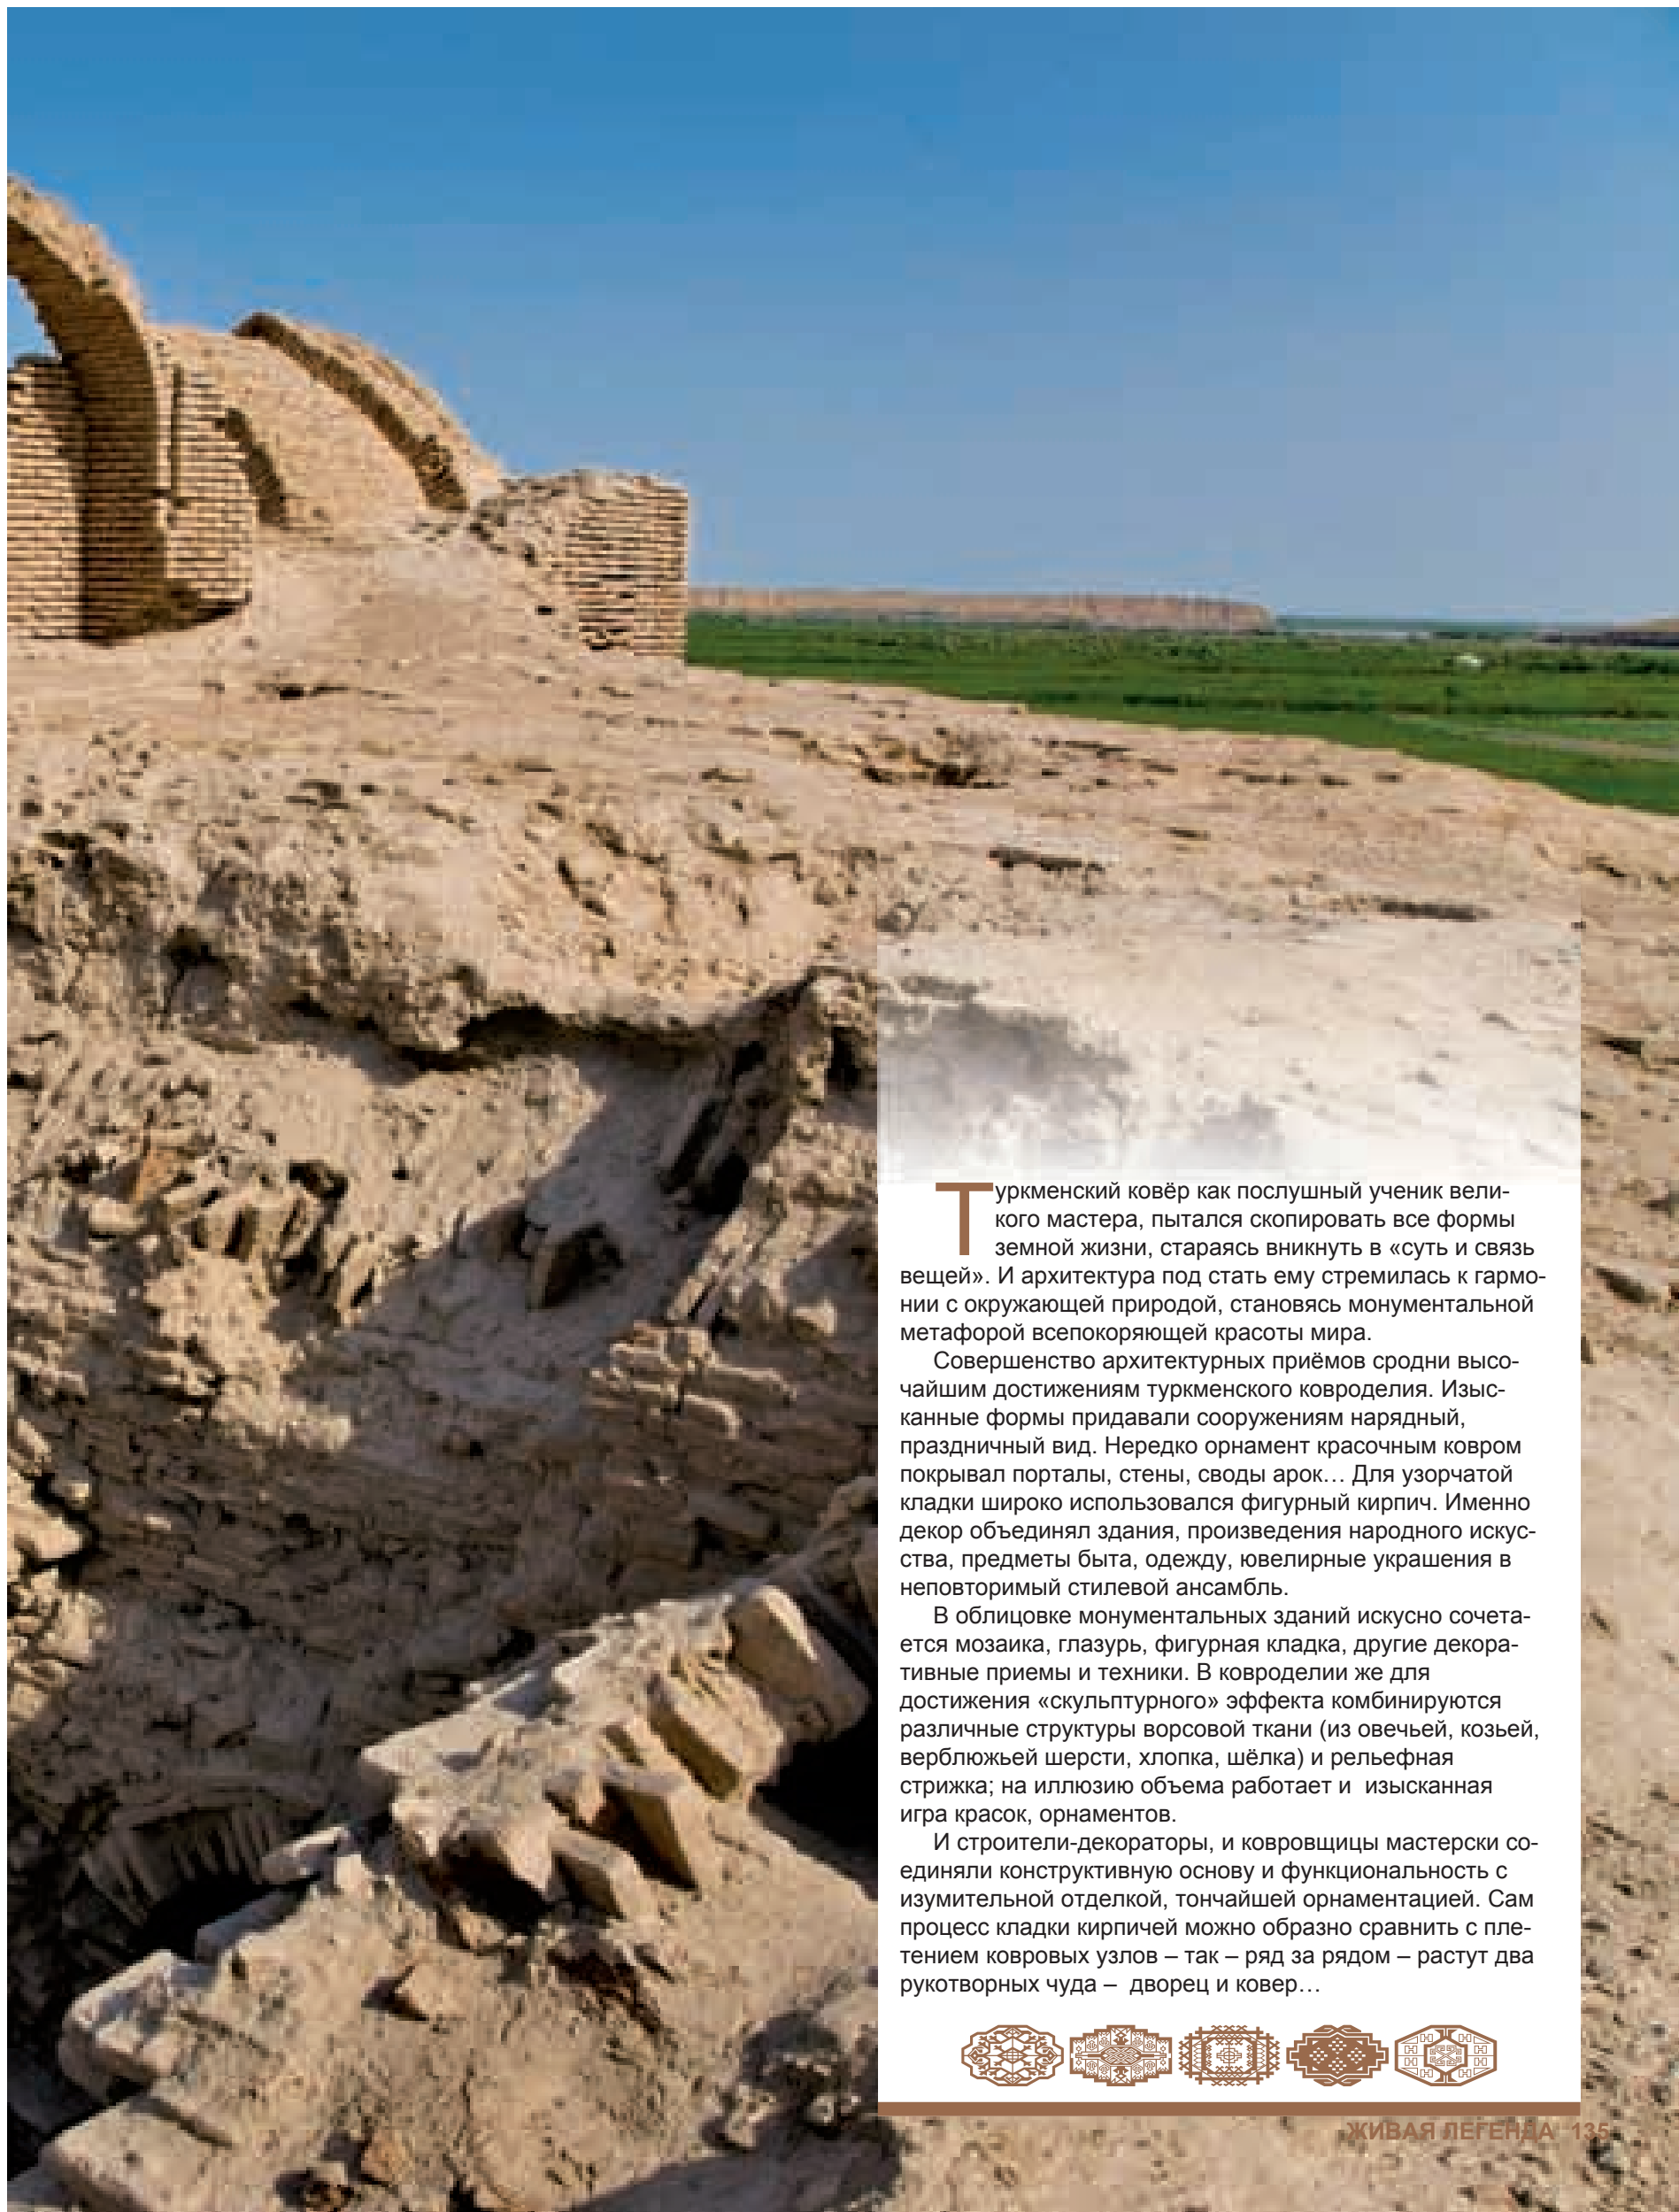 Туркменский ковёр как послушный ученик вели-
кого мастера, пытался скопировать все формы
земной жизни, стараясь вникнуть в «суть и связь
вещей». И архитектура под стать ему стремилась к гармо-
нии с окружающей природой, становясь монументальной
метафорой всепокоряющей красоты мира.
Совершенство архитектурных приёмов сродни высо-
чайшим достижениям туркменского ковроделия. Изыс-
канные формы придавали сооружениям нарядный,
праздничный вид. Нередко орнамент красочным ковром
покрывал порталы, стены, своды арок… Для узорчатой
кладки широко использовался фигурный кирпич. Именно
декор объединял здания, произведения народного искус-
ства, предметы быта, одежду, ювелирные украшения в
неповторимый стилевой ансамбль.
В облицовке монументальных зданий искусно сочета-
ется мозаика, глазурь, фигурная кладка, другие декора-
тивные приемы и техники. В ковроделии же для
достижения «скульптурного» эффекта комбинируются
различные структуры ворсовой ткани (из овечьей, козьей,
верблюжьей шерсти, хлопка, шёлка) и рельефная
стрижка; на иллюзию объема работает и изысканная
игра красок, орнаментов.
И строители-декораторы, и ковровщицы мастерски со-
единяли конструктивную основу и функциональность с
изумительной отделкой, тончайшей орнаментацией. Сам
процесс кладки кирпичей можно образно сравнить с пле-
тением ковровых узлов – так – ряд за рядом – растут два
рукотворных чуда – дворец и ковер…
ЖИВАЯ ЛЕГЕНДА 135